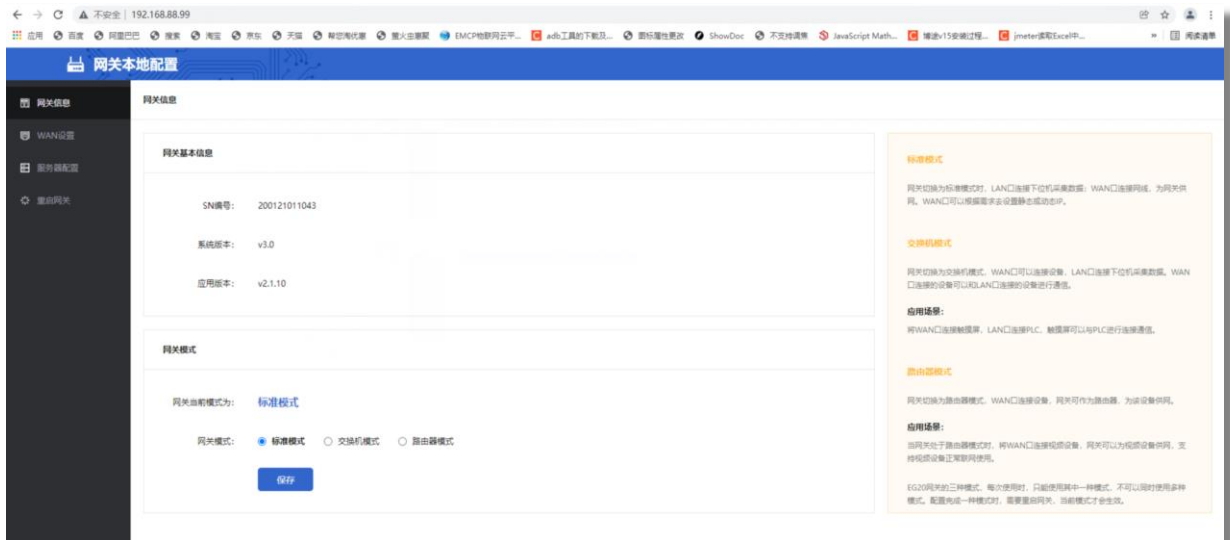 不安全 | 192.168.88.99
应用 百度 阿里巴巴 搜索 淘宝 京东 天猫 帮您淘优惠 萤火虫意聚 EMCP物联网云平... adb工具的下载及... 图标属性更改 ShowDoc 不支持调焦 JavaScript Math... 博途v15安装过程... jmeter读取Excel中... » 阅读清单
网关本地配置
网关信息
WAN设置
服务器配置
重启网关
网关信息
网关基本信息
SN编号: 200121011043
系统版本: v3.0
应用版本: v2.1.10
网关模式
网关当前模式为: 标准模式
网关模式: 标准模式 交换机模式 路由器模式
保存
标准模式
网关切换为标准模式时，LAN口连接下位机采集数据；WAN口连接网线，为网关供
网。WAN口可以根据需求去设置静态或动态IP。
交换机模式
网关切换为交换机模式，WAN口可以连接设备，LAN口连接下位机采集数据。WAN
口连接的设备可以和LAN口连接的设备进行通信。
应用场景：
将WAN口连接触摸屏，LAN口连接PLC，触摸屏可以与PLC进行连接通信。
路由器模式
网关切换为路由器模式，WAN口连接设备，网关可作为路由器，为该设备供网。
应用场景：
当网关处于路由器模式时，将WAN口连接视频设备，网关可以为视频设备供网，支
持视频设备正常联网使用。
EG20网关的三种模式，每次使用时，只能使用其中一种模式，不可以同时使用多种
模式。配置完成一种模式时，需要重启网关，当前模式才会生效。